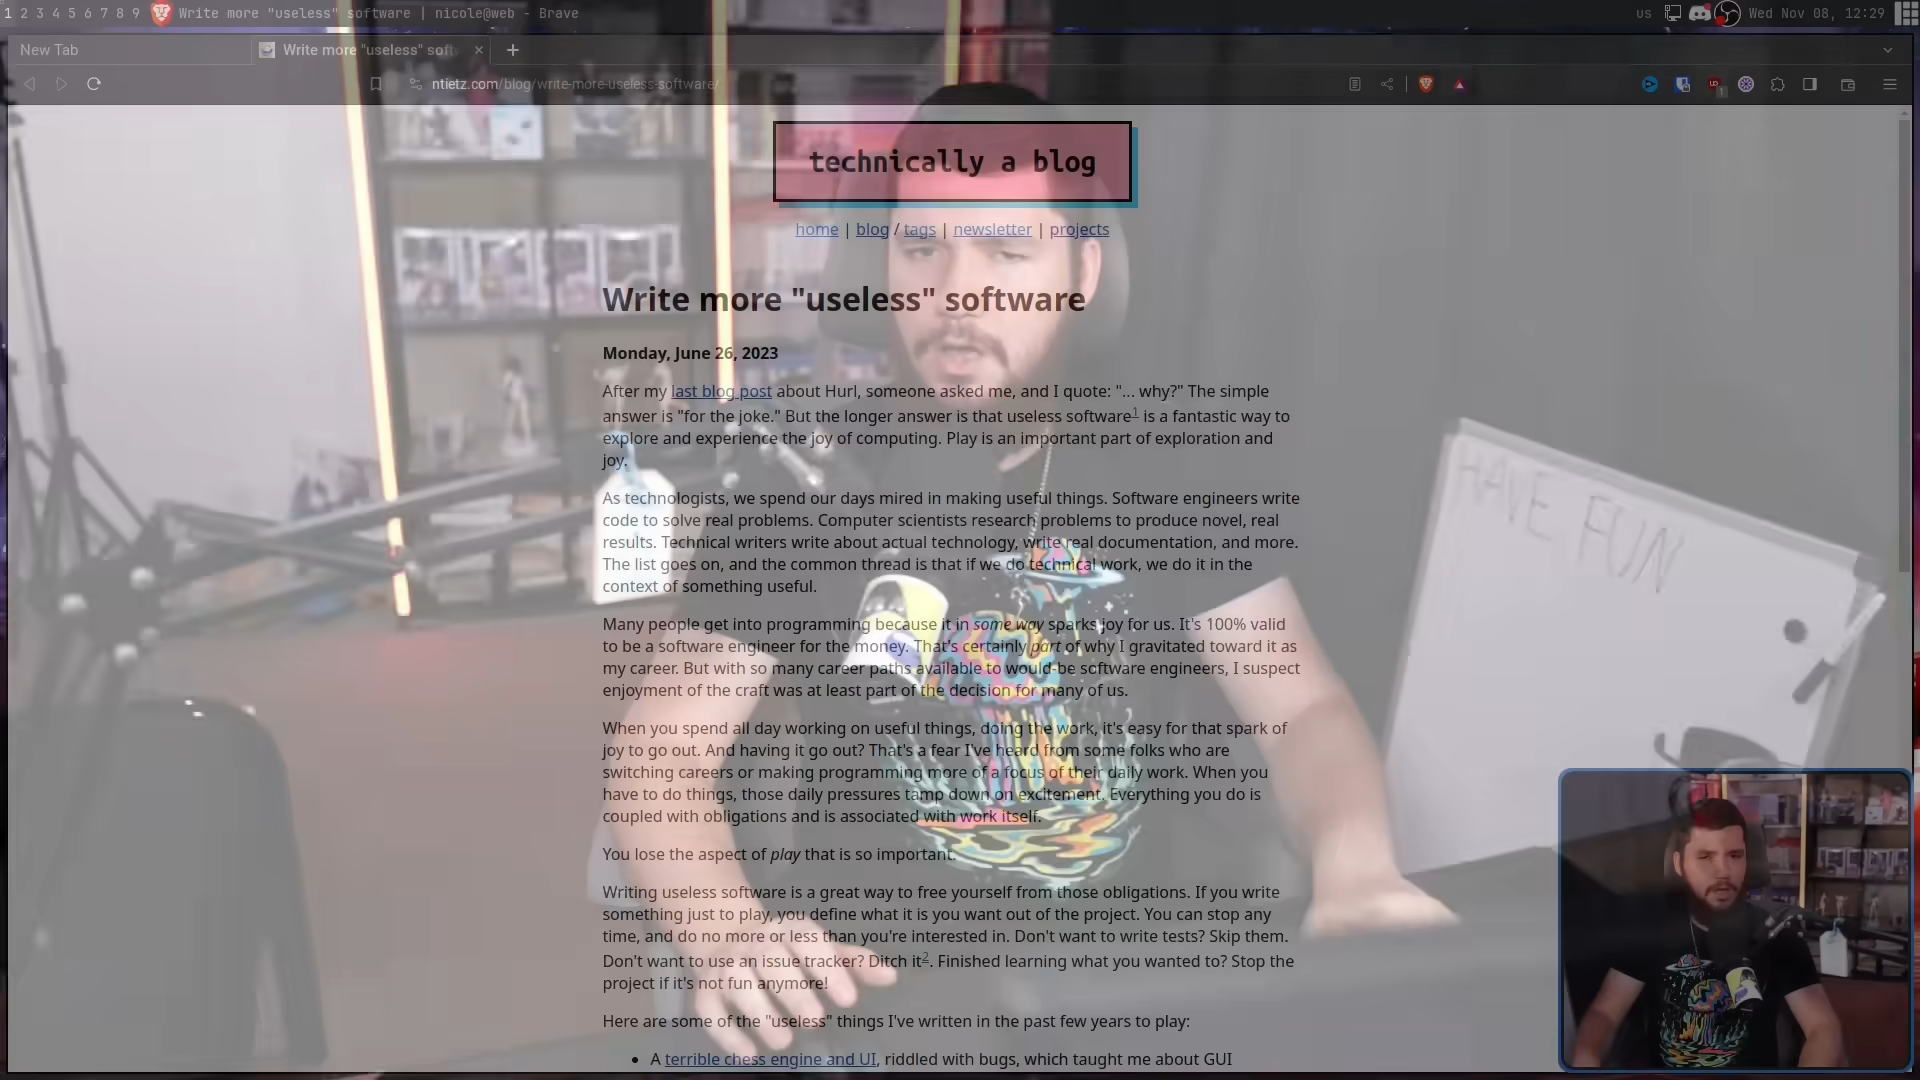 1 2 3 4 5 6 7 8 9 Write more "useless" software | nicole@web - Brave us Wed Nov 08, 12:29
New Tab Write more "useless" soft
ntietz.com/blog/write-more-useless-software/
technically a blog
home | blog / tags | newsletter | projects
Write more "useless" software
Monday, June 26, 2023
After my last blog post about Hurl, someone asked me, and I quote: "... why?" The simple
answer is "for the joke." But the longer answer is that useless software1 is a fantastic way to
explore and experience the joy of computing. Play is an important part of exploration and
joy.
As technologists, we spend our days mired in making useful things. Software engineers write
code to solve real problems. Computer scientists research problems to produce novel, real
results. Technical writers write about actual technology, write real documentation, and more.
The list goes on, and the common thread is that if we do technical work, we do it in the
context of something useful.
Many people get into programming because it in some way sparks joy for us. It's 100% valid
to be a software engineer for the money. That's certainly part of why I gravitated toward it as
my career. But with so many career paths available to would-be software engineers, I suspect
enjoyment of the craft was at least part of the decision for many of us.
When you spend all day working on useful things, doing the work, it's easy for that spark of
joy to go out. And having it go out? That's a fear I've heard from some folks who are
switching careers or making programming more of a focus of their daily work. When you
have to do things, those daily pressures tamp down on excitement. Everything you do is
coupled with obligations and is associated with work itself.
You lose the aspect of play that is so important.
Writing useless software is a great way to free yourself from those obligations. If you write
something just to play, you define what it is you want out of the project. You can stop any
time, and do no more or less than you're interested in. Don't want to write tests? Skip them.
Don't want to use an issue tracker? Ditch it2. Finished learning what you wanted to? Stop the
project if it's not fun anymore!
Here are some of the "useless" things I've written in the past few years to play:
• A terrible chess engine and UI, riddled with bugs, which taught me about GUI
HAVE FUN